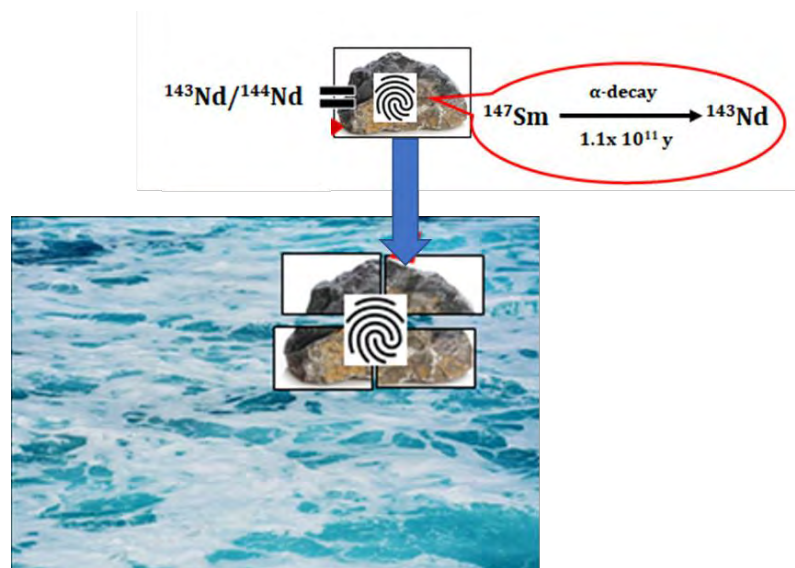 ¹⁴³Nd/¹⁴⁴Nd
α-decay
¹⁴⁷Sm
¹⁴³Nd
1.1x 10¹¹ y